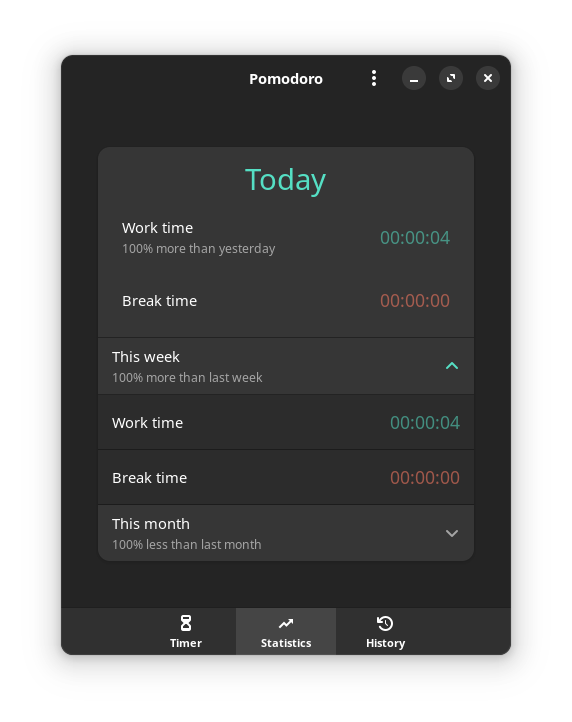 Pomodoro
Today
Work time
100% more than yesterday
00:00:04
Break time
00:00:00
This week
100% more than last week
Work time
00:00:04
Break time
00:00:00
This month
100% less than last month
Timer
Statistics
History